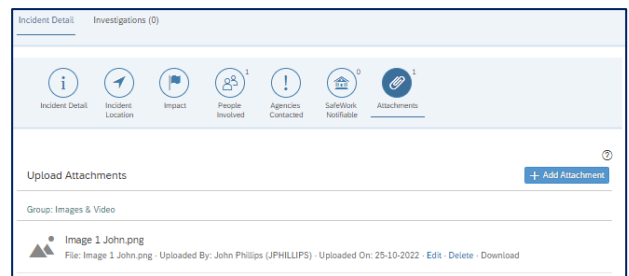 Incident Detail Investigations (0)
1 0 1
Incident Detail Incident Location Impact People Involved Agencies Contacted SafeWork Notifiable Attachments
Upload Attachments + Add Attachment
Group: Images & Video
Image 1 John.png
File: Image 1 John.png · Uploaded By: John Phillips (JPHILLIPS) · Uploaded On: 25-10-2022 · Edit · Delete · Download